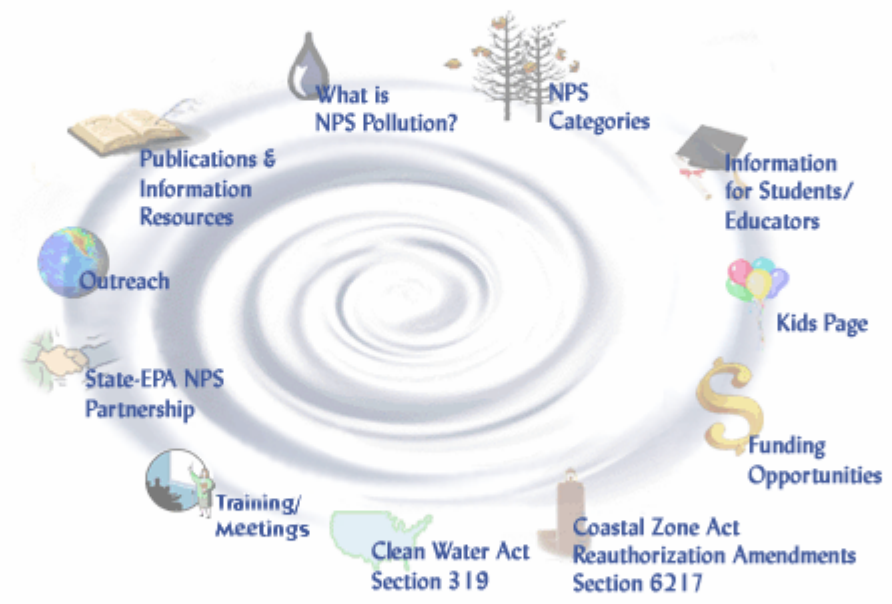 What is
NPS Pollution?
NPS
Categories
Information
for Students/
Educators
Kids Page
Funding
Opportunities
Coastal Zone Act
Reauthorization Amendments
Section 6217
Clean Water Act
Section 319
Training/
Meetings
State-EPA NPS
Partnership
Outreach
Publications &
Information
Resources